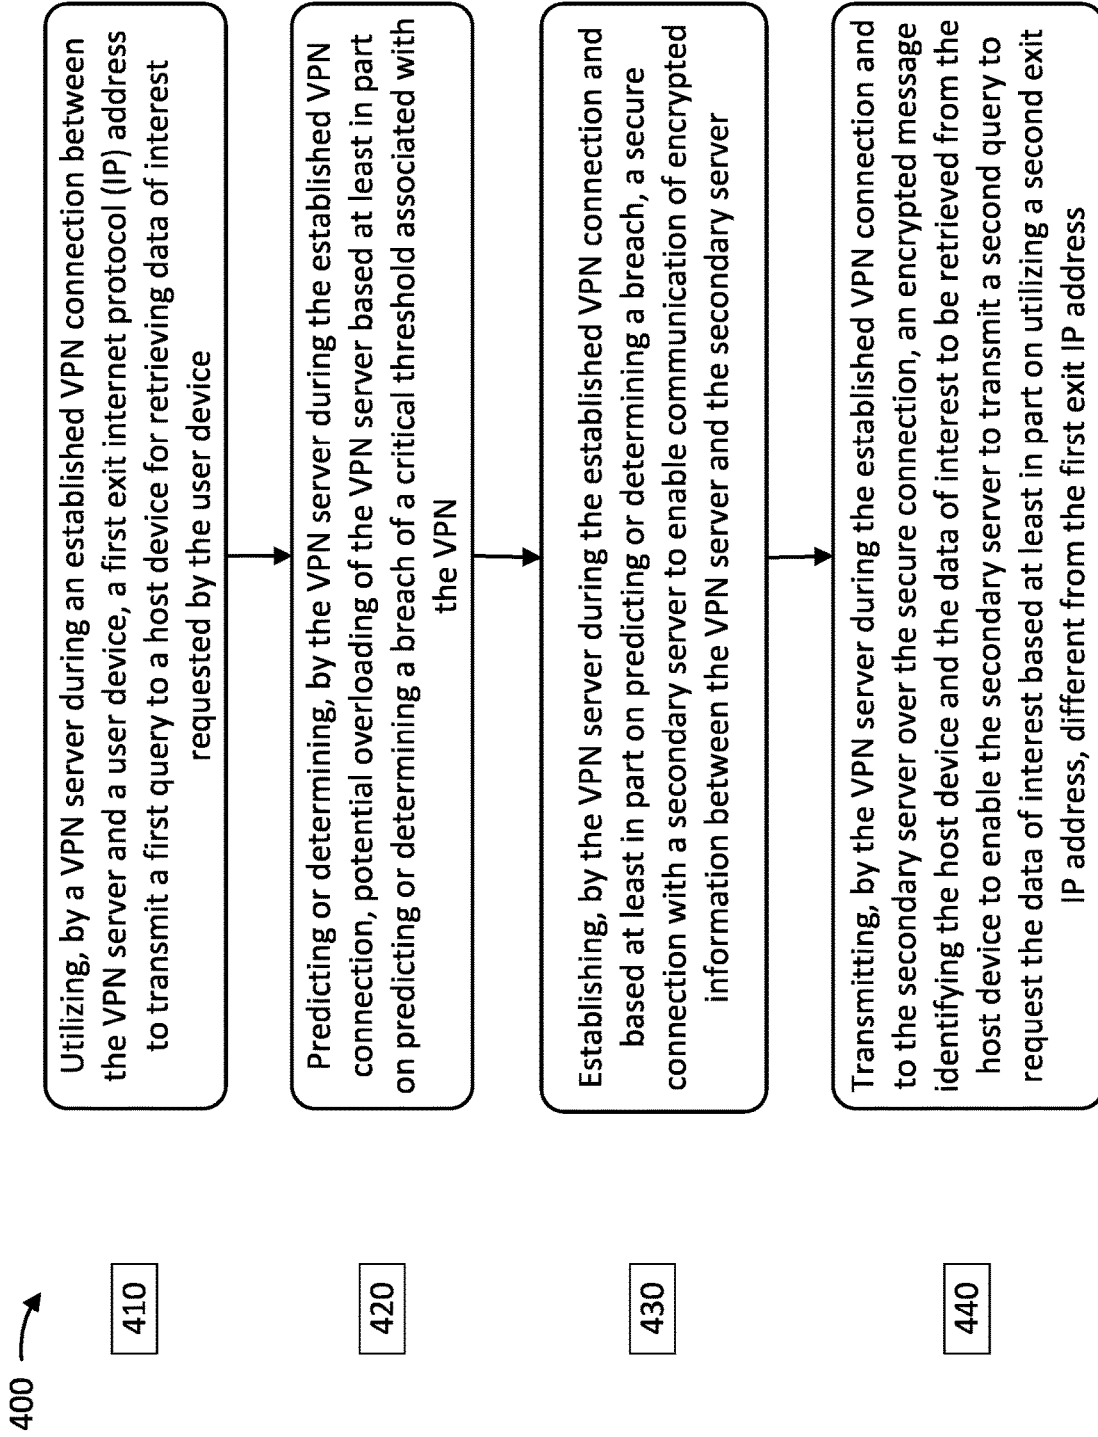 400
410
Utilizing, by a VPN server during an established VPN connection between
the VPN server and a user device, a first exit internet protocol (IP) address
to transmit a first query to a host device for retrieving data of interest
requested by the user device
420
Predicting or determining, by the VPN server during the established VPN
connection, potential overloading of the VPN server based at least in part
on predicting or determining a breach of a critical threshold associated with
the VPN
430
Establishing, by the VPN server during the established VPN connection and
based at least in part on predicting or determining a breach, a secure
connection with a secondary server to enable communication of encrypted
information between the VPN server and the secondary server
440
Transmitting, by the VPN server during the established VPN connection and
to the secondary server over the secure connection, an encrypted message
identifying the host device and the data of interest to be retrieved from the
host device to enable the secondary server to transmit a second query to
request the data of interest based at least in part on utilizing a second exit
IP address, different from the first exit IP address